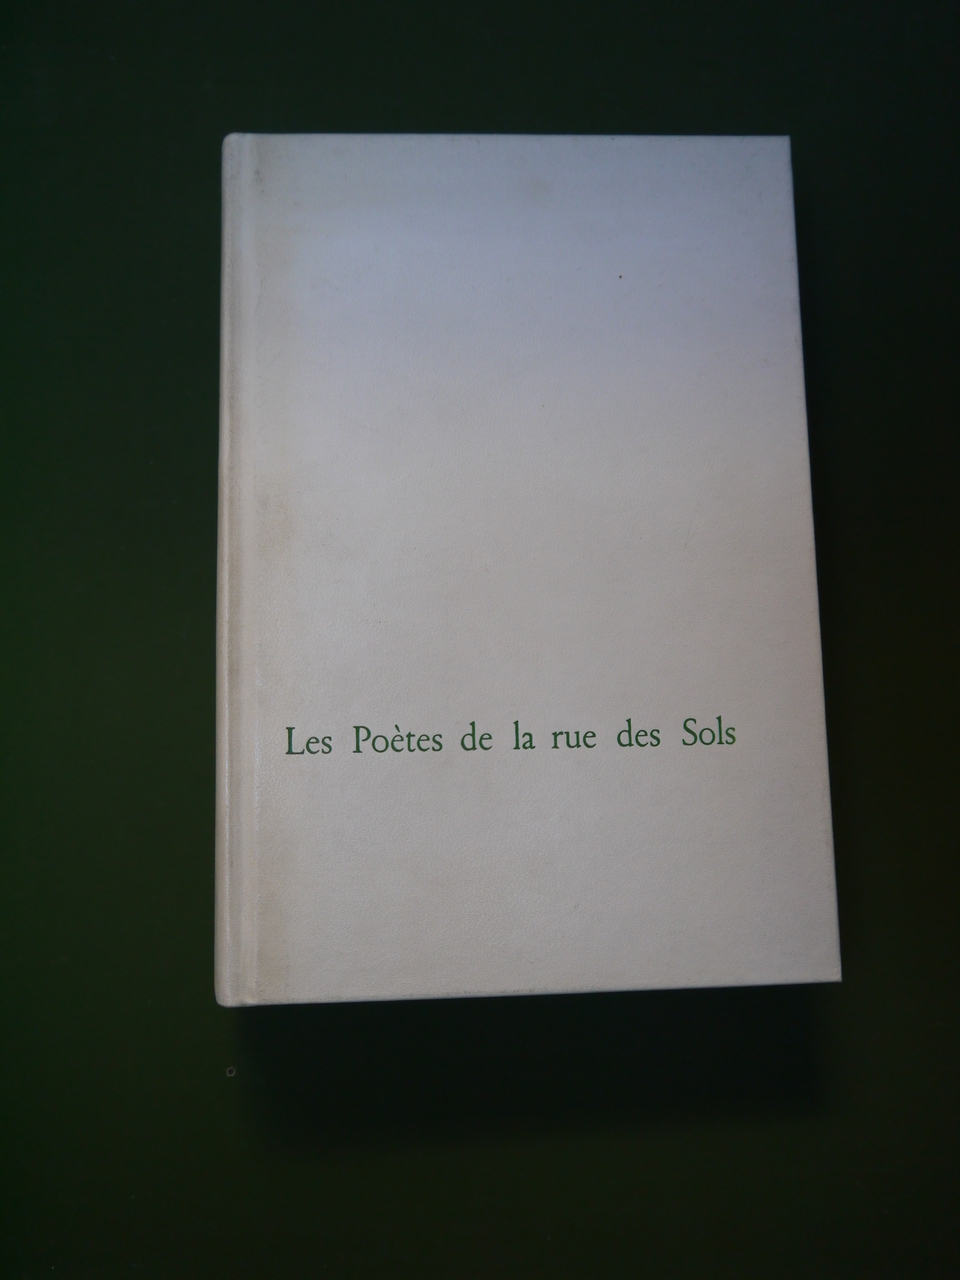 Les Poètes de la rue des Sols